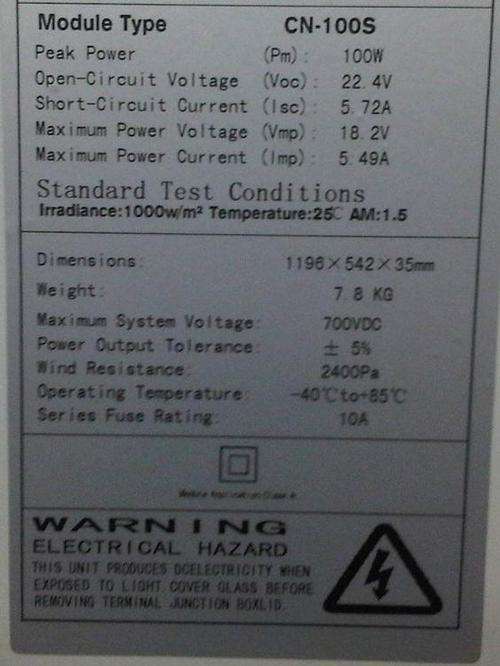 Module Type CN-100S
Peak Power (Pm): 100W
Open-Circuit Voltage (Voc): 22.4V
Short-Circuit Current (Isc): 5.72A
Maximum Power Voltage (Vmp): 18.2V
Maximum Power Current (Imp): 5.49A
Standard Test Conditions
Irradiance:1000w/m² Temperature:25℃ AM:1.5
Dimensions: 1196×542×35mm
Weight: 7.8 KG
Maximum System Voltage: 700VDC
Power Output Tolerance: ± 5%
Wind Resistance: 2400Pa
Operating Temperature: -40℃to+85℃
Series Fuse Rating: 10A
WARNING
ELECTRICAL HAZARD
THIS UNIT PRODUCES DCELECTRICITY WHEN
EXPOSED TO LIGHT.COVER GLASS BEFORE
REMOVING TERMINAL JUNCTION BOXLID.